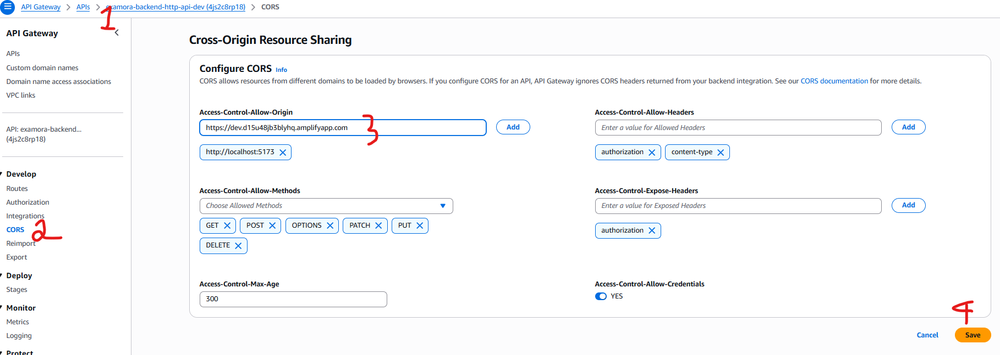 API Gateway > APIs > examora-backend-http-api-dev (4js2c8rp18) > CORS
1
API Gateway
APIs
Custom domain names
Domain name access associations
VPC links
API: examora-backend...
(4js2c8rp18)
Develop
Routes
Authorization
Integrations
CORS
2
Reimport
Export
Deploy
Stages
Monitor
Metrics
Logging
Protect
Cross-Origin Resource Sharing
Configure CORS Info
CORS allows resources from different domains to be loaded by browsers. If you configure CORS for an API, API Gateway ignores CORS headers returned from your backend integration. See our CORS documentation for more details.
Access-Control-Allow-Origin
https://dev.d15u48jb3blyhq.amplifyapp.com
3
Add
http://localhost:5173
Access-Control-Allow-Headers
Enter a value for Allowed Headers
Add
authorization content-type
Access-Control-Allow-Methods
Choose Allowed Methods
GET POST OPTIONS PATCH PUT
DELETE
Access-Control-Expose-Headers
Enter a value for Exposed Headers
Add
authorization
Access-Control-Max-Age
300
Access-Control-Allow-Credentials
YES
4
Cancel
Save